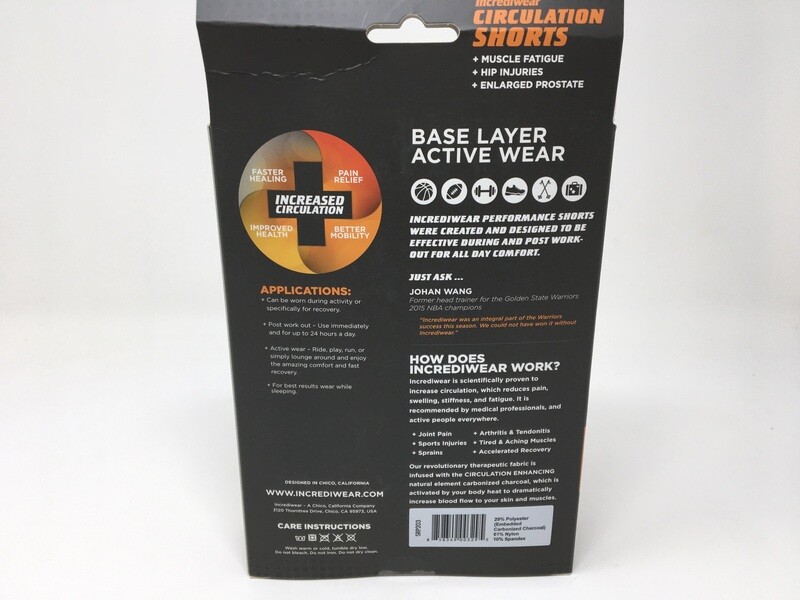 Incrediwear
CIRCULATION
SHORTS
+ MUSCLE FATIGUE
+ HIP INJURIES
+ ENLARGED PROSTATE
FASTER
HEALING
PAIN
RELIEF
INCREASED
CIRCULATION
IMPROVED
HEALTH
BETTER
MOBILITY
APPLICATIONS:
+ Can be worn during activity or
specifically for recovery.
+ Post work out – Use immediately
and for up to 24 hours a day.
+ Active wear – Ride, play, run, or
simply lounge around and enjoy
the amazing comfort and fast
recovery.
+ For best results wear while
sleeping.
DESIGNED IN CHICO, CALIFORNIA
WWW.INCREDIWEAR.COM
Incrediwear – A Chico, California Company
3120 Thorntree Drive, Chico, CA 95973, USA
CARE INSTRUCTIONS
Wash warm or cold, tumble dry low.
Do not bleach. Do not iron. Do not dry clean.
BASE LAYER
ACTIVE WEAR
INCREDIWEAR PERFORMANCE SHORTS
WERE CREATED AND DESIGNED TO BE
EFFECTIVE DURING AND POST WORK-
OUT FOR ALL DAY COMFORT.
JUST ASK ...
JOHAN WANG
Former head trainer for the Golden State Warriors
2015 NBA champions
"Incrediwear was an integral part of the Warriors
success this season. We could not have won it without
Incrediwear."
HOW DOES
INCREDIWEAR WORK?
Incrediwear is scientifically proven to
increase circulation, which reduces pain,
swelling, stiffness, and fatigue. It is
recommended by medical professionals, and
active people everywhere.
+ Joint Pain
+ Sports Injuries
+ Sprains
+ Arthritis & Tendonitis
+ Tired & Aching Muscles
+ Accelerated Recovery
Our revolutionary therapeutic fabric is
infused with the CIRCULATION ENHANCING
natural element carbonized charcoal, which is
activated by your body heat to dramatically
increase blood flow to your skin and muscles.
29% Polyester
(Embedded
Carbonized Charcoal)
61% Nylon
10% Spandex